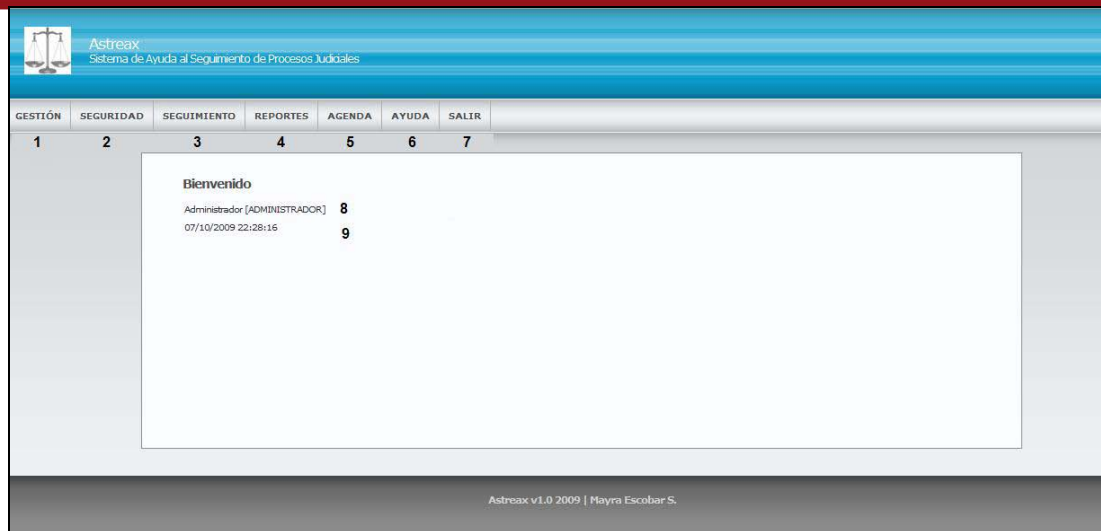 Astreax
Sistema de Ayuda al Seguimiento de Procesos Judiciales
GESTIÓN SEGURIDAD SEGUIMIENTO REPORTES AGENDA AYUDA SALIR
1 2 3 4 5 6 7
Bienvenido
Administrador [ADMINISTRADOR] 8
07/10/2009 22:28:16 9
Astreax v1.0 2009 | Mayra Escobar S.